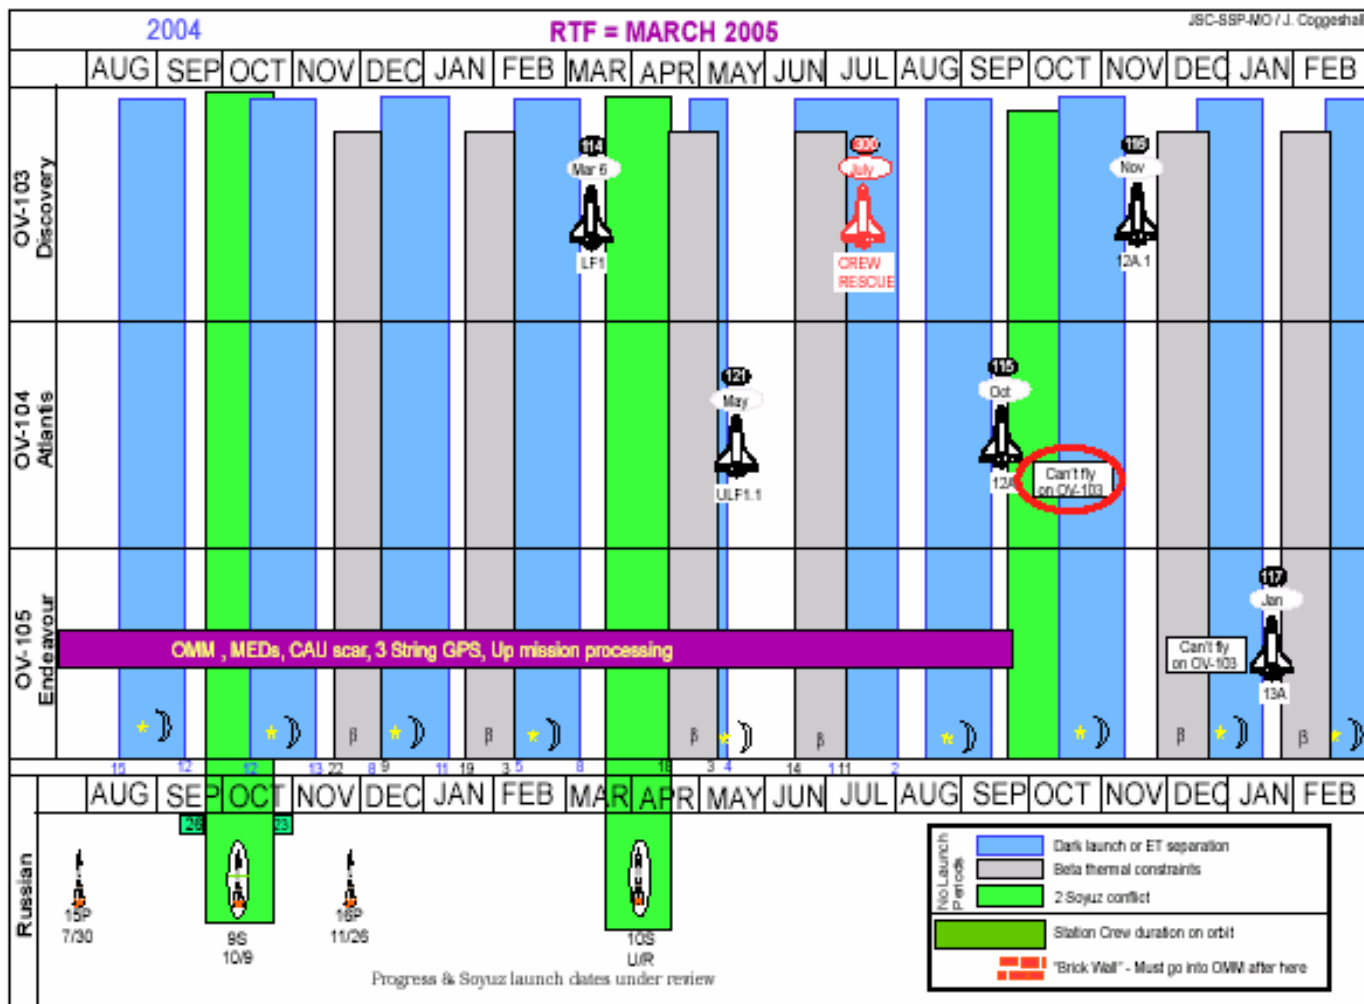 JSC-SSP-MO / J. Coggeshall
2004
RTF = MARCH 2005
AUG SEP OCT NOV DEC JAN FEB MAR APR MAY JUN JUL AUG SEP OCT NOV DEC JAN FEB
OV-103
Discovery
114
Mar 6
LF1
300
July
CREW
RESCUE
116
Nov
12A.1
OV-104
Atlantis
121
May
ULF1.1
115
Oct
12A
Can't fly
on OV-103
OV-105
Endeavour
OMM , MEDs, CAU scar, 3 String GPS, Up mission processing
117
Jan
13A
Can't fly
on OV-103
β β β β β β
15 12 12 13 22 8 9 11 19 3 5 8 18 3 4 14 1 11 2
AUG SEP OCT NOV DEC JAN FEB MAR APR MAY JUN JUL AUG SEP OCT NOV DEC JAN FEB
Russian
26 23
15P
7/30
9S
10/9
16P
11/26
10S
U/R
Progress & Soyuz launch dates under review
No Launch
Periods
Dark launch or ET separation
Beta thermal constraints
2 Soyuz conflict
Station Crew duration on orbit
"Brick Wall" - Must go into OMM after here